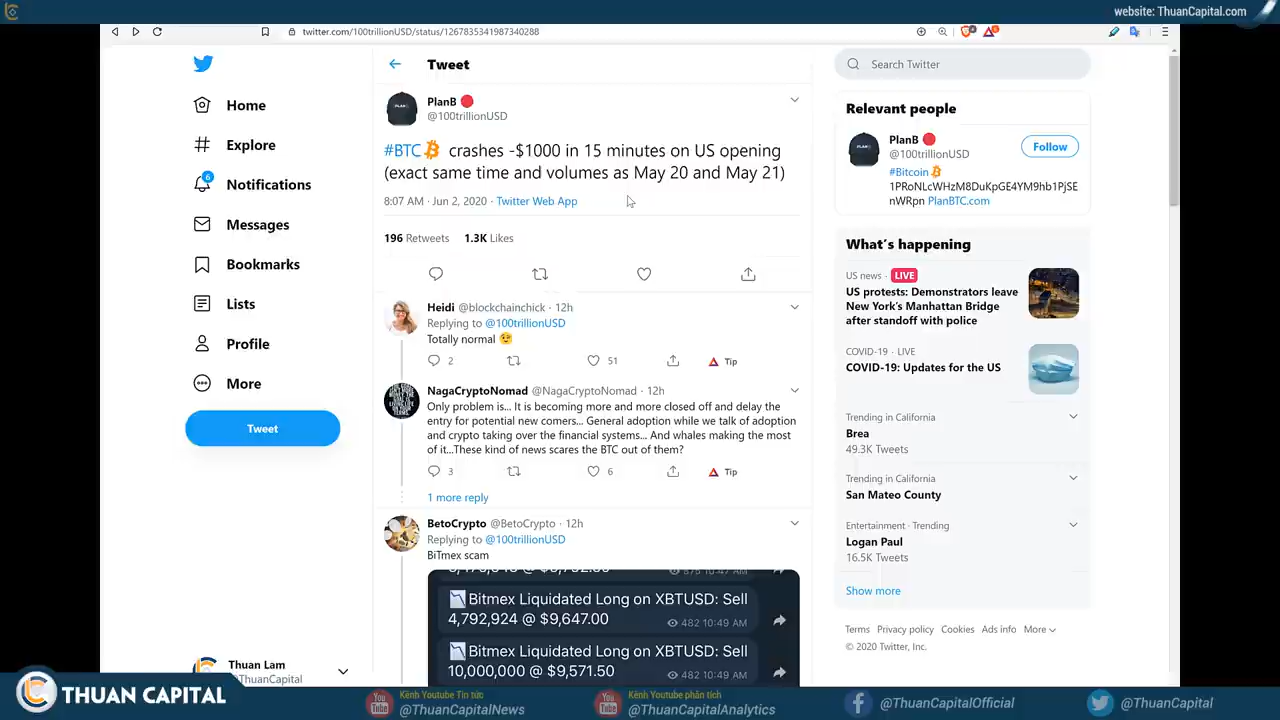 website: ThuanCapital.com
twitter.com/100trillionUSD/status/1267835341987340288
Tweet
Search Twitter
Home
Explore
6
Notifications
Messages
Bookmarks
Lists
Profile
More
Tweet
PlanB
@100trillionUSD
#BTC crashes -$1000 in 15 minutes on US opening
(exact same time and volumes as May 20 and May 21)
8:07 AM · Jun 2, 2020 · Twitter Web App
196 Retweets 1.3K Likes
Heidi @blockchainchick · 12h
Replying to @100trillionUSD
Totally normal
2 51 Tip
NagaCryptoNomad @NagaCryptoNomad · 12h
Only problem is... It is becoming more and more closed off and delay the
entry for potential new comers... General adoption while we talk of adoption
and crypto taking over the financial systems... And whales making the most
of it...These kind of news scares the BTC out of them?
3 6 Tip
1 more reply
BetoCrypto @BetoCrypto · 12h
Replying to @100trillionUSD
BiTmex scam
Bitmex Liquidated Long on XBTUSD: Sell
4,792,924 @ $9,647.00
482 10:49 AM
Bitmex Liquidated Long on XBTUSD: Sell
10,000,000 @ $9,571.50
482 10:49 AM
Relevant people
PlanB
@100trillionUSD
Follow
#Bitcoin
1PRoNLcWHzM8DuKpGE4YM9hb1PjSE
nWRpn PlanBTC.com
What's happening
US news · LIVE
US protests: Demonstrators leave
New York's Manhattan Bridge
after standoff with police
COVID-19 · LIVE
COVID-19: Updates for the US
Trending in California
Brea
49.3K Tweets
Trending in California
San Mateo County
Entertainment · Trending
Logan Paul
16.5K Tweets
Show more
Terms Privacy policy Cookies Ads info More
© 2020 Twitter, Inc.
Thuan Lam
@ThuanCapital
THUAN CAPITAL
Kênh Youtube Tin tức
@ThuanCapitalNews
Kênh Youtube phân tích
@ThuanCapitalAnalytics
@ThuanCapitalOfficial
@ThuanCapital